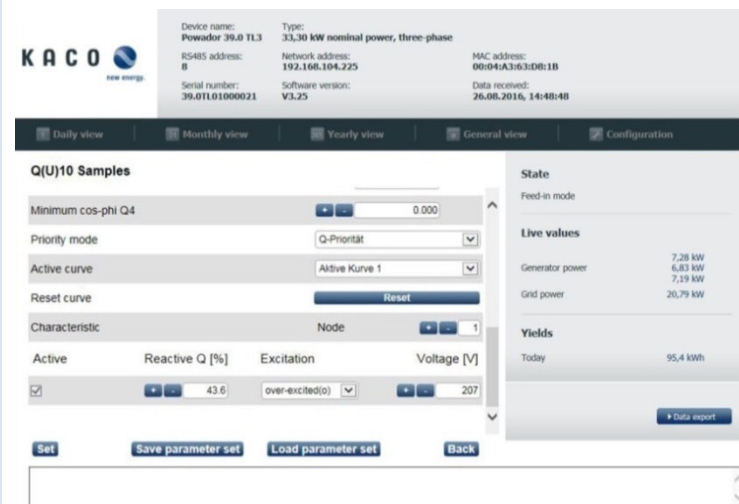 KACO
new energy.
Device name:
Powador 39.0 TL3
Type:
33,30 kW nominal power, three-phase
RS485 address:
8
Network address:
192.168.104.225
MAC address:
00:04:A3:63:D8:1B
Serial number:
39.0TL01000021
Software version:
V3.25
Data received:
26.08.2016, 14:48:48
Daily view Monthly view Yearly view General view Configuration
Q(U)10 Samples
Minimum cos-phi Q4 + - 0.000
Priority mode Q-Priorität
Active curve Aktive Kurve 1
Reset curve Reset
Characteristic Node + - 1
Active Reactive Q [%] Excitation Voltage [V]
+ - 43.6 over-excited(o) + - 207
Set Save parameter set Load parameter set Back
State
Feed-in mode
Live values
Generator power 7,28 kW
6,83 kW
7,19 kW
Grid power 20,79 kW
Yields
Today 95,4 kWh
Data export